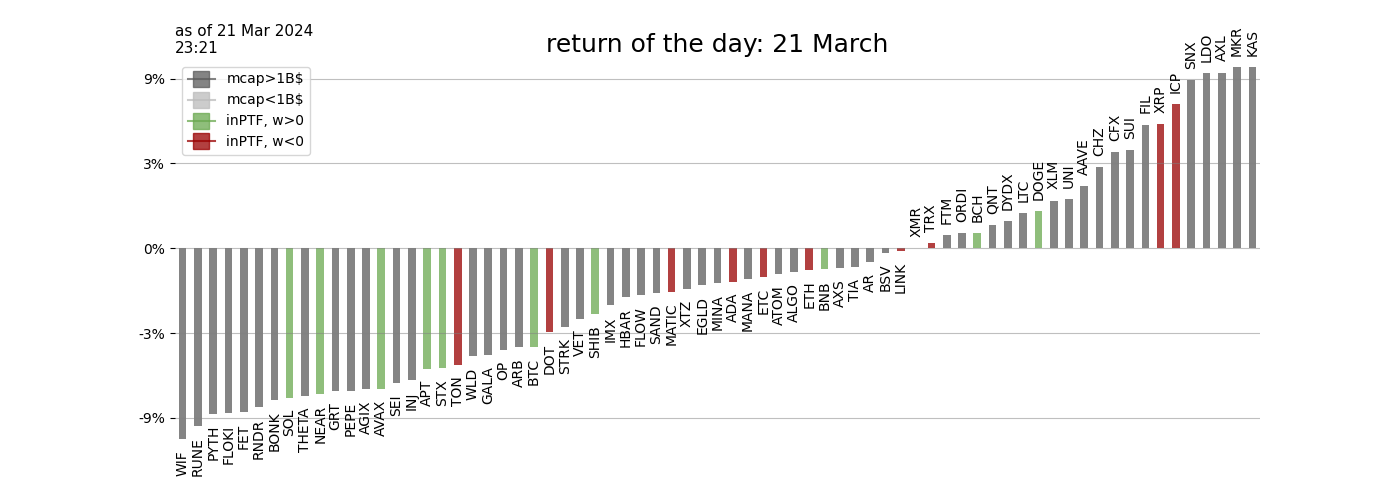 as of 21 Mar 2024
23:21
return of the day: 21 March
mcap>1B$
mcap<1B$
inPTF, w>0
inPTF, w<0
9%
3%
0%
-3%
-9%
WIF
RUNE
PYTH
FLOKI
FET
RNDR
BONK
SOL
THETA
NEAR
GRT
PEPE
AGIX
AVAX
SEI
INJ
APT
STX
TON
WLD
GALA
OP
ARB
BTC
DOT
STRK
VET
SHIB
IMX
HBAR
FLOW
SAND
MATIC
XTZ
EGLD
MINA
ADA
MANA
ETC
ATOM
ALGO
ETH
BNB
AXS
TIA
AR
BSV
LINK
XMR
TRX
FTM
ORDI
BCH
QNT
DYDX
LTC
DOGE
XLM
UNI
AAVE
CHZ
CFX
SUI
FIL
XRP
ICP
SNX
LDO
AXL
MKR
KAS